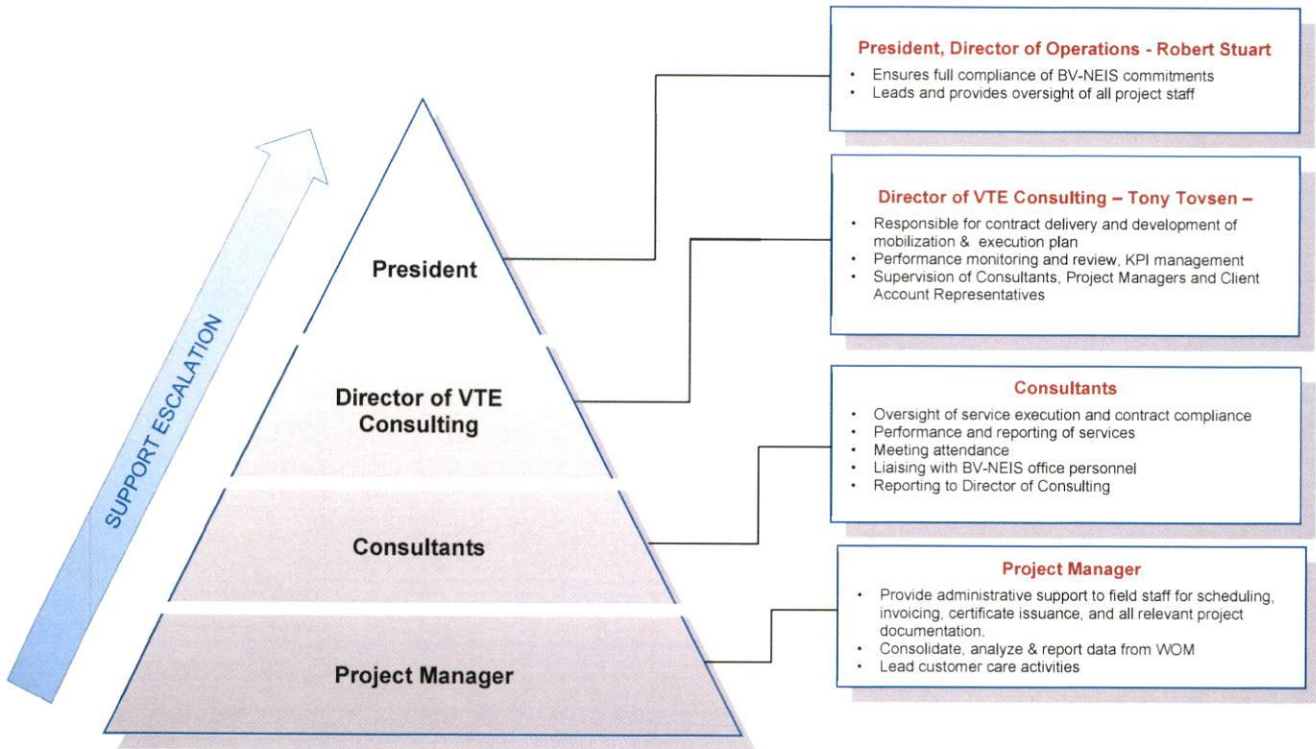 President, Director of Operations - Robert Stuart
• Ensures full compliance of BV-NEIS commitments
• Leads and provides oversight of all project staff
Director of VTE Consulting – Tony Tovsen –
• Responsible for contract delivery and development of
mobilization & execution plan
• Performance monitoring and review, KPI management
• Supervision of Consultants, Project Managers and Client
Account Representatives
Consultants
• Oversight of service execution and contract compliance
• Performance and reporting of services
• Meeting attendance
• Liaising with BV-NEIS office personnel
• Reporting to Director of Consulting
Project Manager
• Provide administrative support to field staff for scheduling,
invoicing, certificate issuance, and all relevant project
documentation.
• Consolidate, analyze & report data from WOM
• Lead customer care activities
SUPPORT ESCALATION
President
Director of VTE
Consulting
Consultants
Project Manager